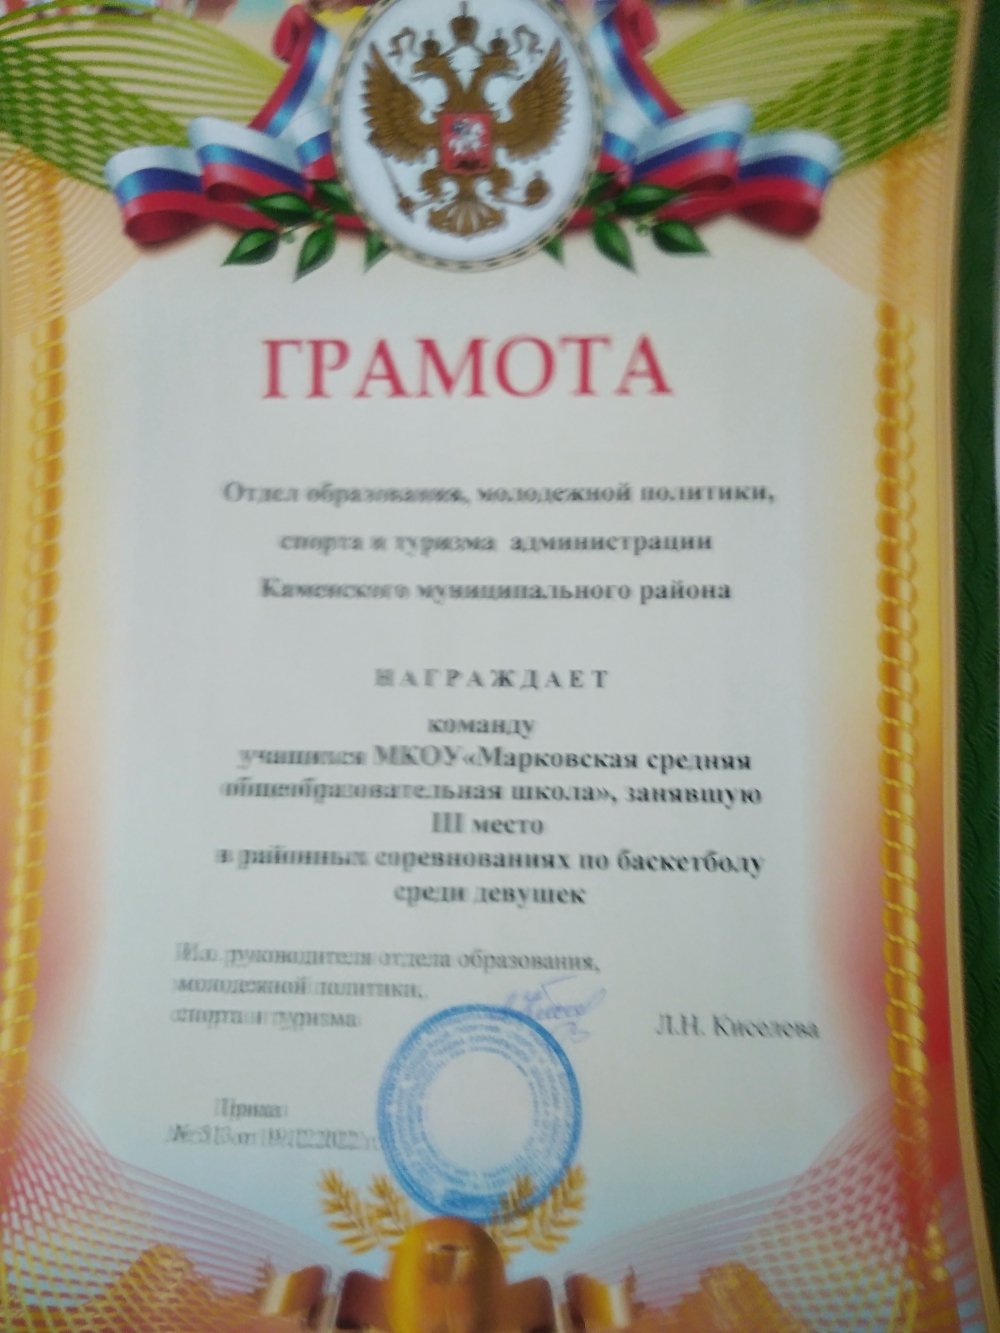 ГРАМОТА
Отдел образования, молодежной политики,
спорта и туризма администрации
Каменского муниципального района
НАГРАЖДАЕТ
команду
учащихся МКОУ«Марковская средняя
общеобразовательная школа», занявшую
III место
в районных соревнованиях по баскетболу
среди девушек
руководителя отдела образования,
молодежной политики,
спорта и туризма
Л.Н. Киселева
Приказ